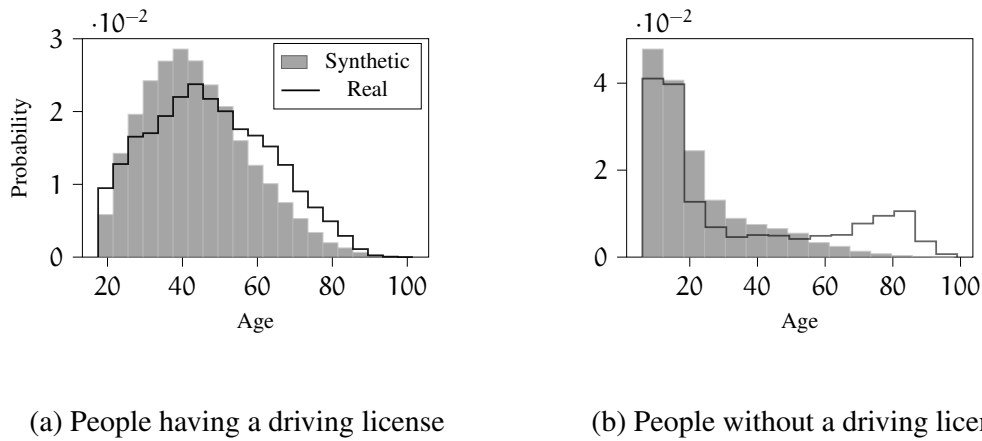 ·10⁻²
3
2
1
0
20 40 60 80 100
Probability
Age
Synthetic
Real
·10⁻²
4
2
0
20 40 60 80 100
Age
(a) People having a driving license
(b) People without a driving